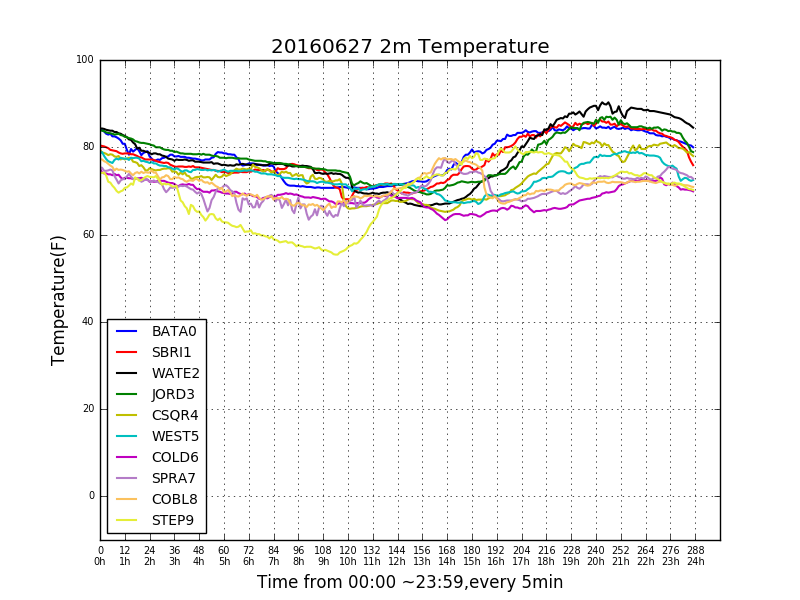 20160627 2m Temperature
100
80
60
40
20
0
Temperature(F)
BATA0
SBRI1
WATE2
JORD3
CSQR4
WEST5
COLD6
SPRA7
COBL8
STEP9
0 12 24 36 48 60 72 84 96 108 120 132 144 156 168 180 192 204 216 228 240 252 264 276 288
0h 1h 2h 3h 4h 5h 6h 7h 8h 9h 10h 11h 12h 13h 14h 15h 16h 17h 18h 19h 20h 21h 22h 23h 24h
Time from 00:00 ~23:59,every 5min